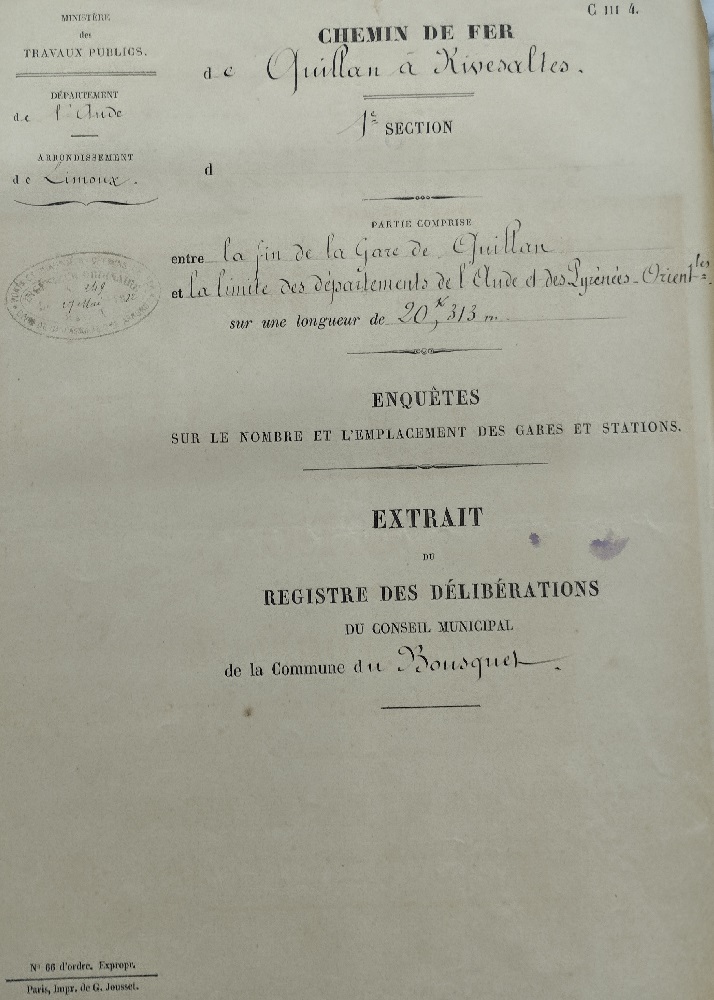 C III 4.
MINISTÈRE
des
TRAVAUX PUBLICS.
DÉPARTEMENT
de l'Aude
ARRONDISSEMENT
de Limoux.
CHEMIN DE FER
de Quillan à Rivesaltes.
1e SECTION
d
PARTIE COMPRISE
entre la fin de la Gare de Quillan
et la limite des départements de l'Aude et des Pyrénées-Orientles
sur une longueur de 20k,313m
249
17 Mai
ENQUÊTES
SUR LE NOMBRE ET L'EMPLACEMENT DES GARES ET STATIONS.
EXTRAIT
DU
REGISTRE DES DÉLIBÉRATIONS
DU CONSEIL MUNICIPAL
de la Commune du Bousquet.
No 66 d'ordre. Expropr.
Paris, Impr. de G. Jousset.